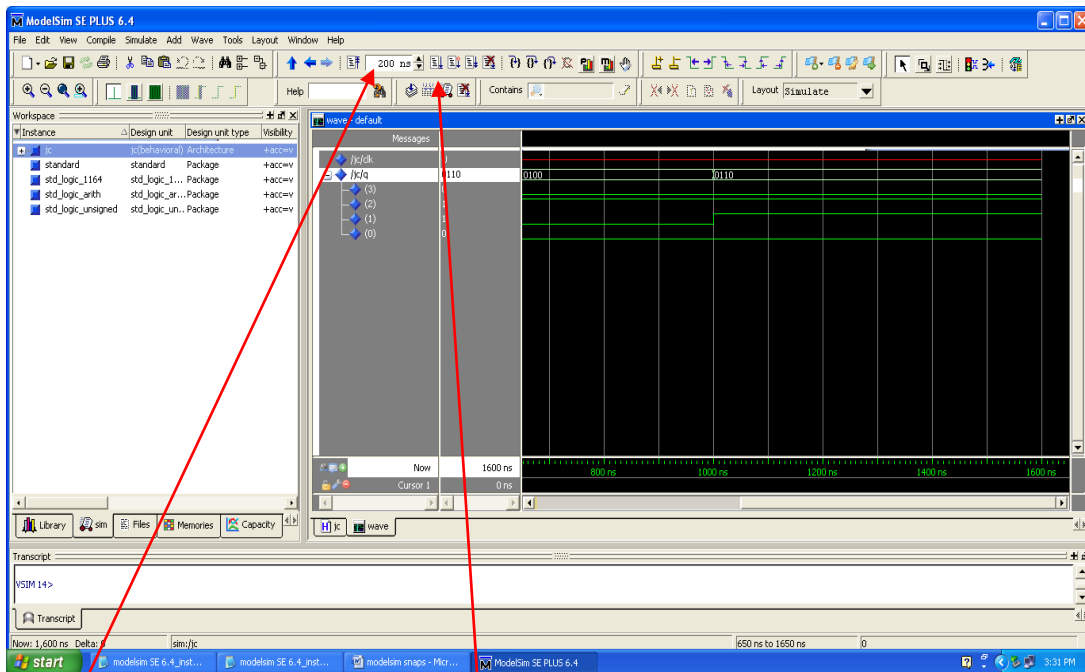 ModelSim SE PLUS 6.4
File Edit View Compile Simulate Add Wave Tools Layout Window Help
200 ns
Help
Contains
Layout Simulate
Workspace
Instance Design unit Design unit type Visibility
jc jc(behavioral) Architecture +acc=v
standard standard Package +acc=v
std_logic_1164 std_logic_1... Package +acc=v
std_logic_arith std_logic_ar... Package +acc=v
std_logic_unsigned std_logic_un... Package +acc=v
Library sim Files Memories Capacity
wave - default
Messages
/jc/clk
/jc/q 0110 0100 0110
(3)
(2) 1
(1) 1
(0) 0
Now 1600 ns
Cursor 1 0 ns
800 ns 1000 ns 1200 ns 1400 ns 1600 ns
jc wave
Transcript
VSIM 14>
Transcript
Now: 1,600 ns Delta: sim:/jc 650 ns to 1650 ns 0
start modelsim SE 6.4_inst... modelsim SE 6.4_inst... modelsim snaps - Micr... ModelSim SE PLUS 6.4 3:31 PM